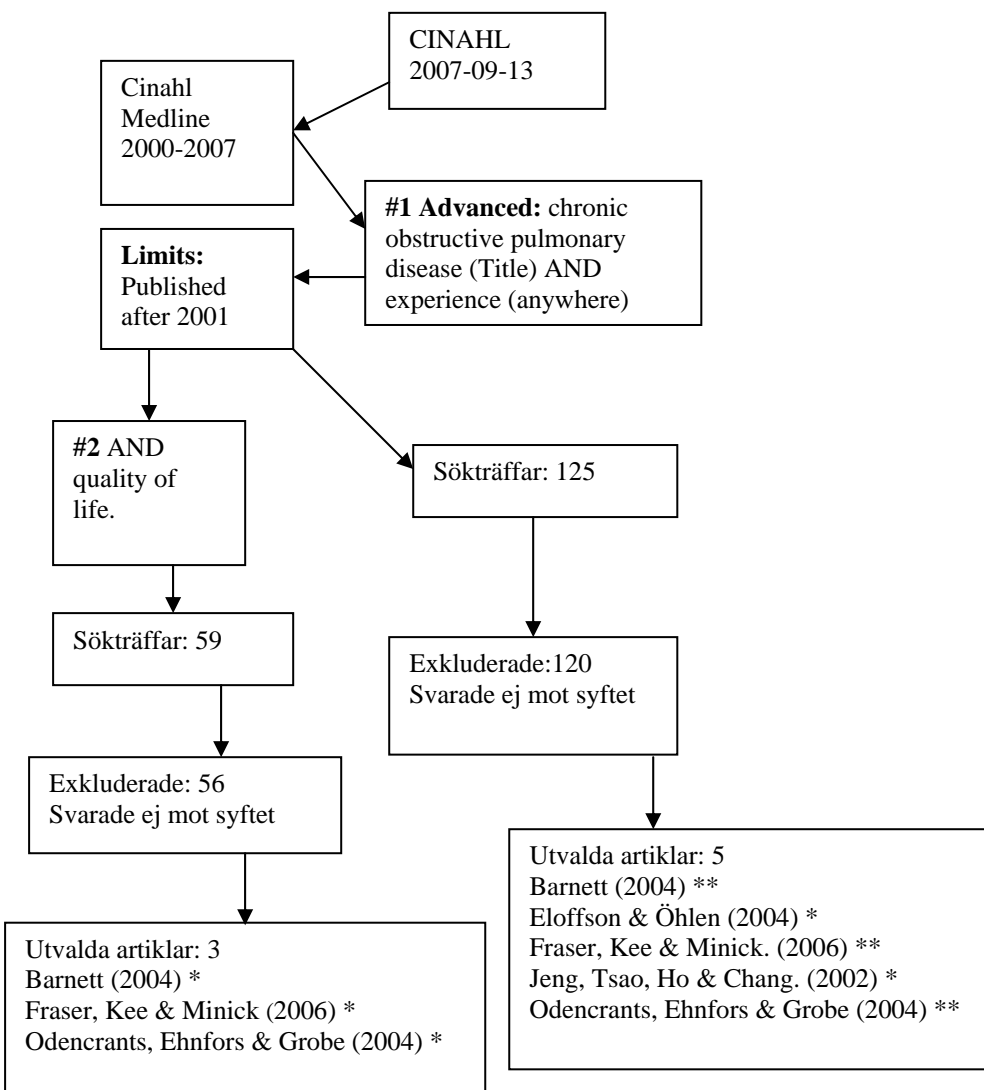 CINAHL
2007-09-13
Cinahl
Medline
2000-2007
#1 Advanced: chronic
obstructive pulmonary
disease (Title) AND
experience (anywhere)
Limits:
Published
after 2001
#2 AND
quality of
life.
Sökträffar: 125
Sökträffar: 59
Exkluderade:120
Svarade ej mot syftet
Exkluderade: 56
Svarade ej mot syftet
Utvalda artiklar: 5
Barnett (2004) **
Eloffson & Öhlen (2004) *
Fraser, Kee & Minick. (2006) **
Jeng, Tsao, Ho & Chang. (2002) *
Odencrants, Ehnfors & Grobe (2004) **
Utvalda artiklar: 3
Barnett (2004) *
Fraser, Kee & Minick (2006) *
Odencrants, Ehnfors & Grobe (2004) *